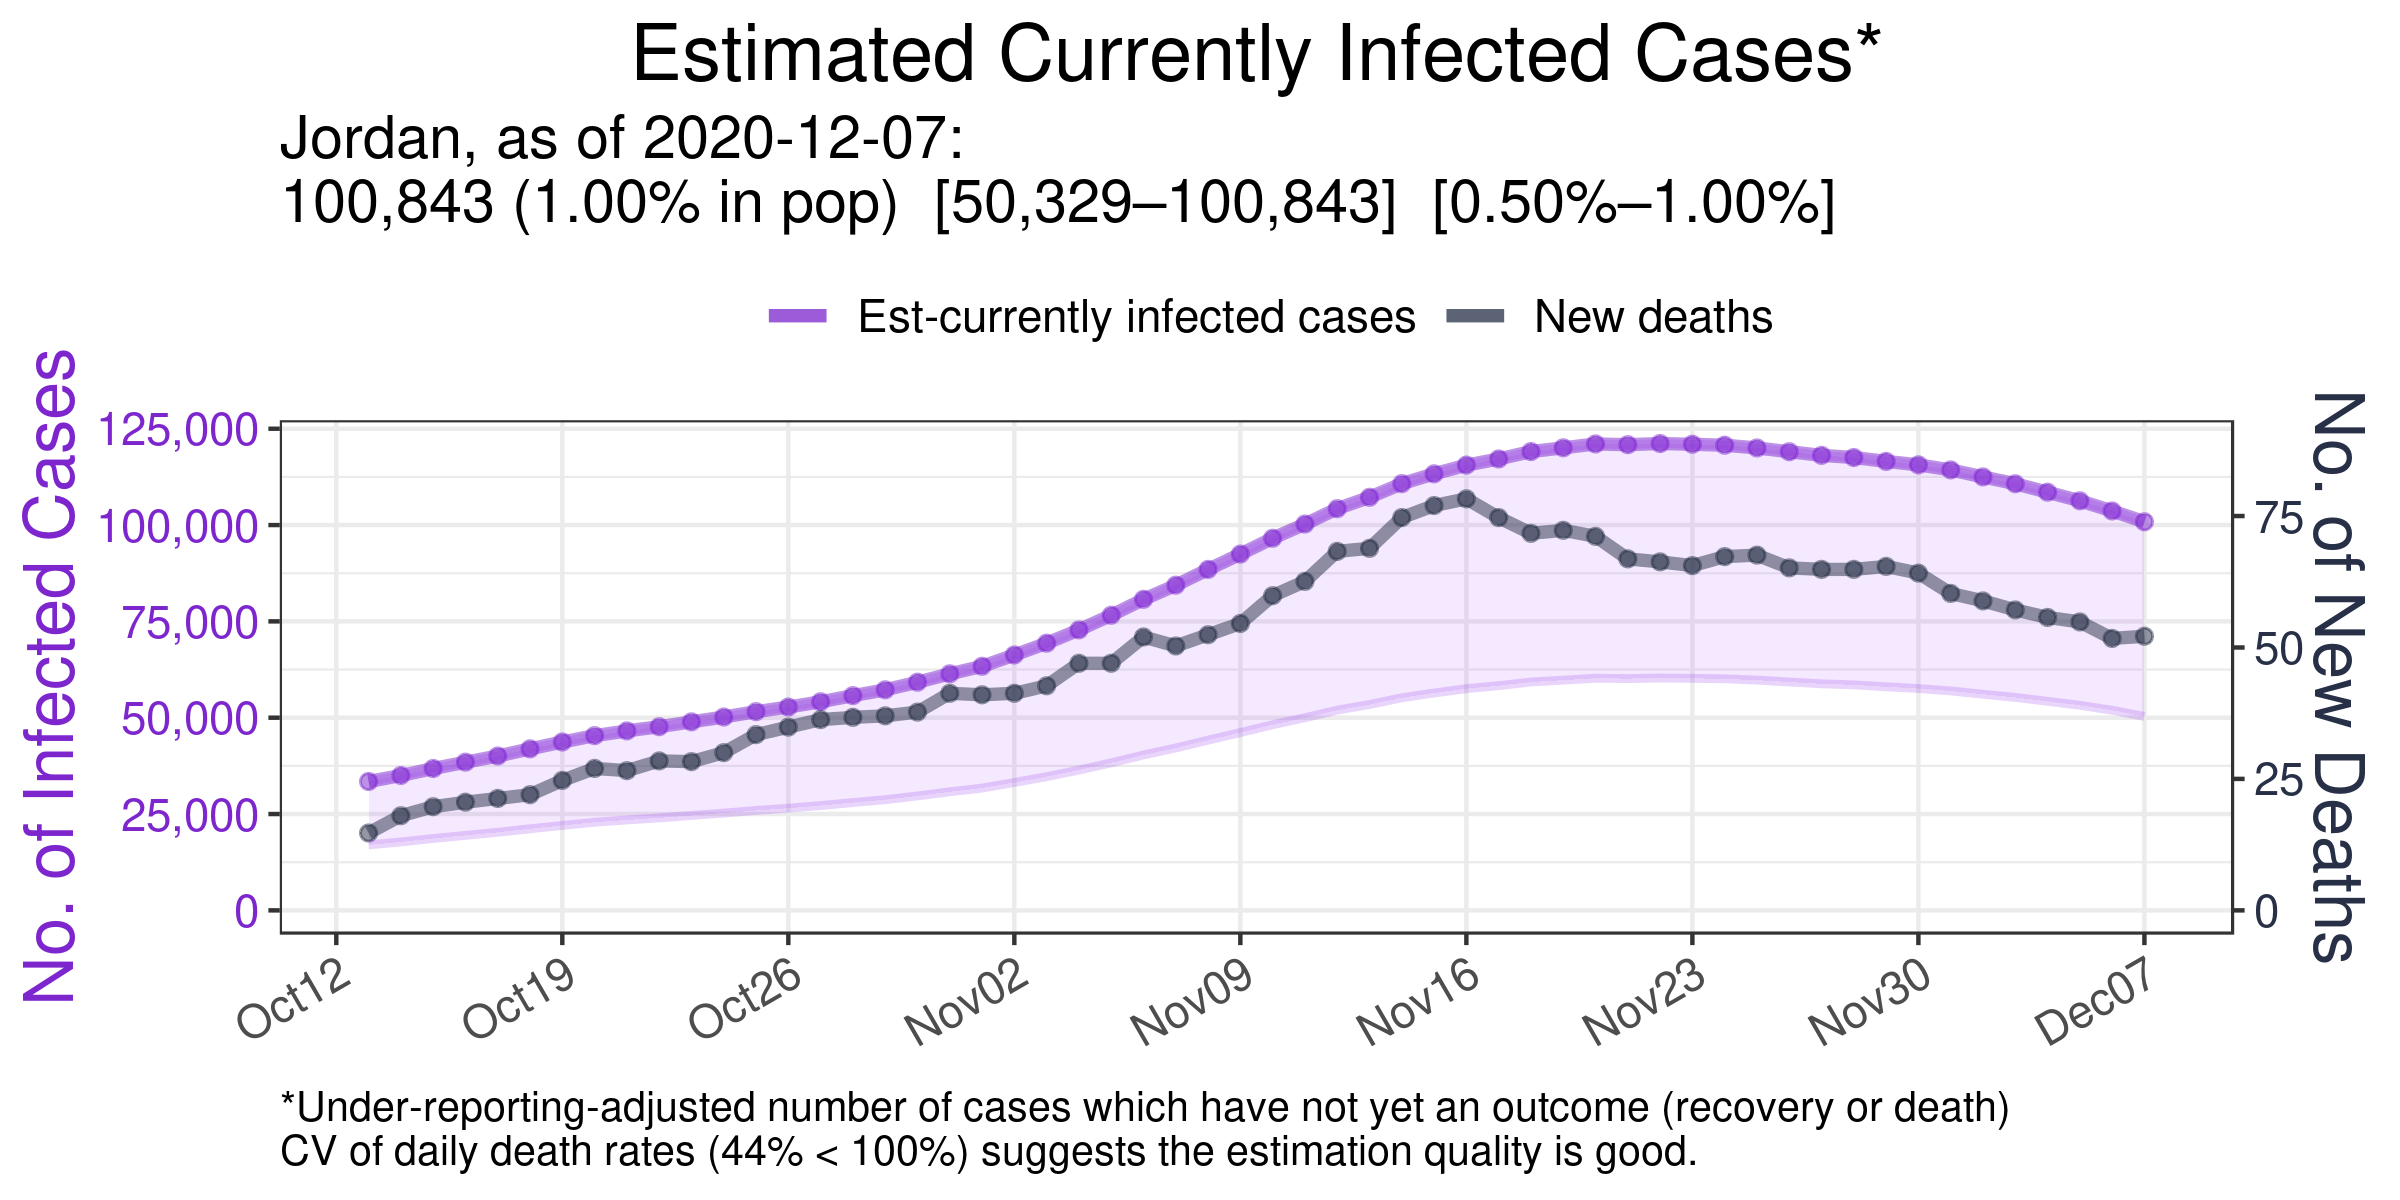 Estimated Currently Infected Cases*
Jordan, as of 2020-12-07:
100,843 (1.00% in pop) [50,329–100,843] [0.50%–1.00%]
Est-currently infected cases
New deaths
No. of Infected Cases
125,000
100,000
75,000
50,000
25,000
0
No. of New Deaths
75
50
25
0
Oct12
Oct19
Oct26
Nov02
Nov09
Nov16
Nov23
Nov30
Dec07
*Under-reporting-adjusted number of cases which have not yet an outcome (recovery or death)
CV of daily death rates (44% < 100%) suggests the estimation quality is good.